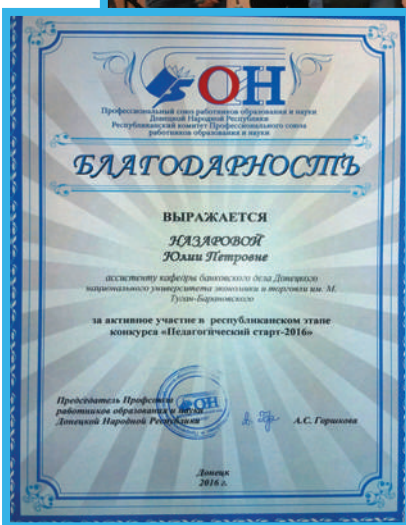 ОН
Профессиональный союз работников образования и науки
Донецкой Народной Республики
Республиканский комитет Профессионального союза
работников образования и науки
БЛАГОДАРНОСТЬ
ВЫРАЖАЕТСЯ
НАЗАРОВОЙ
Юлии Петровне
ассистенту кафедры банковского дела Донецкого
национального университета экономики и торговли им. М.
Туган-Барановского
за активное участие в республиканском этапе
конкурса «Педагогический старт-2016»
Председатель Профсоюза
работников образования и науки
Донецкой Народной Республики
А.С. Горшкова
Донецк
2016 г.